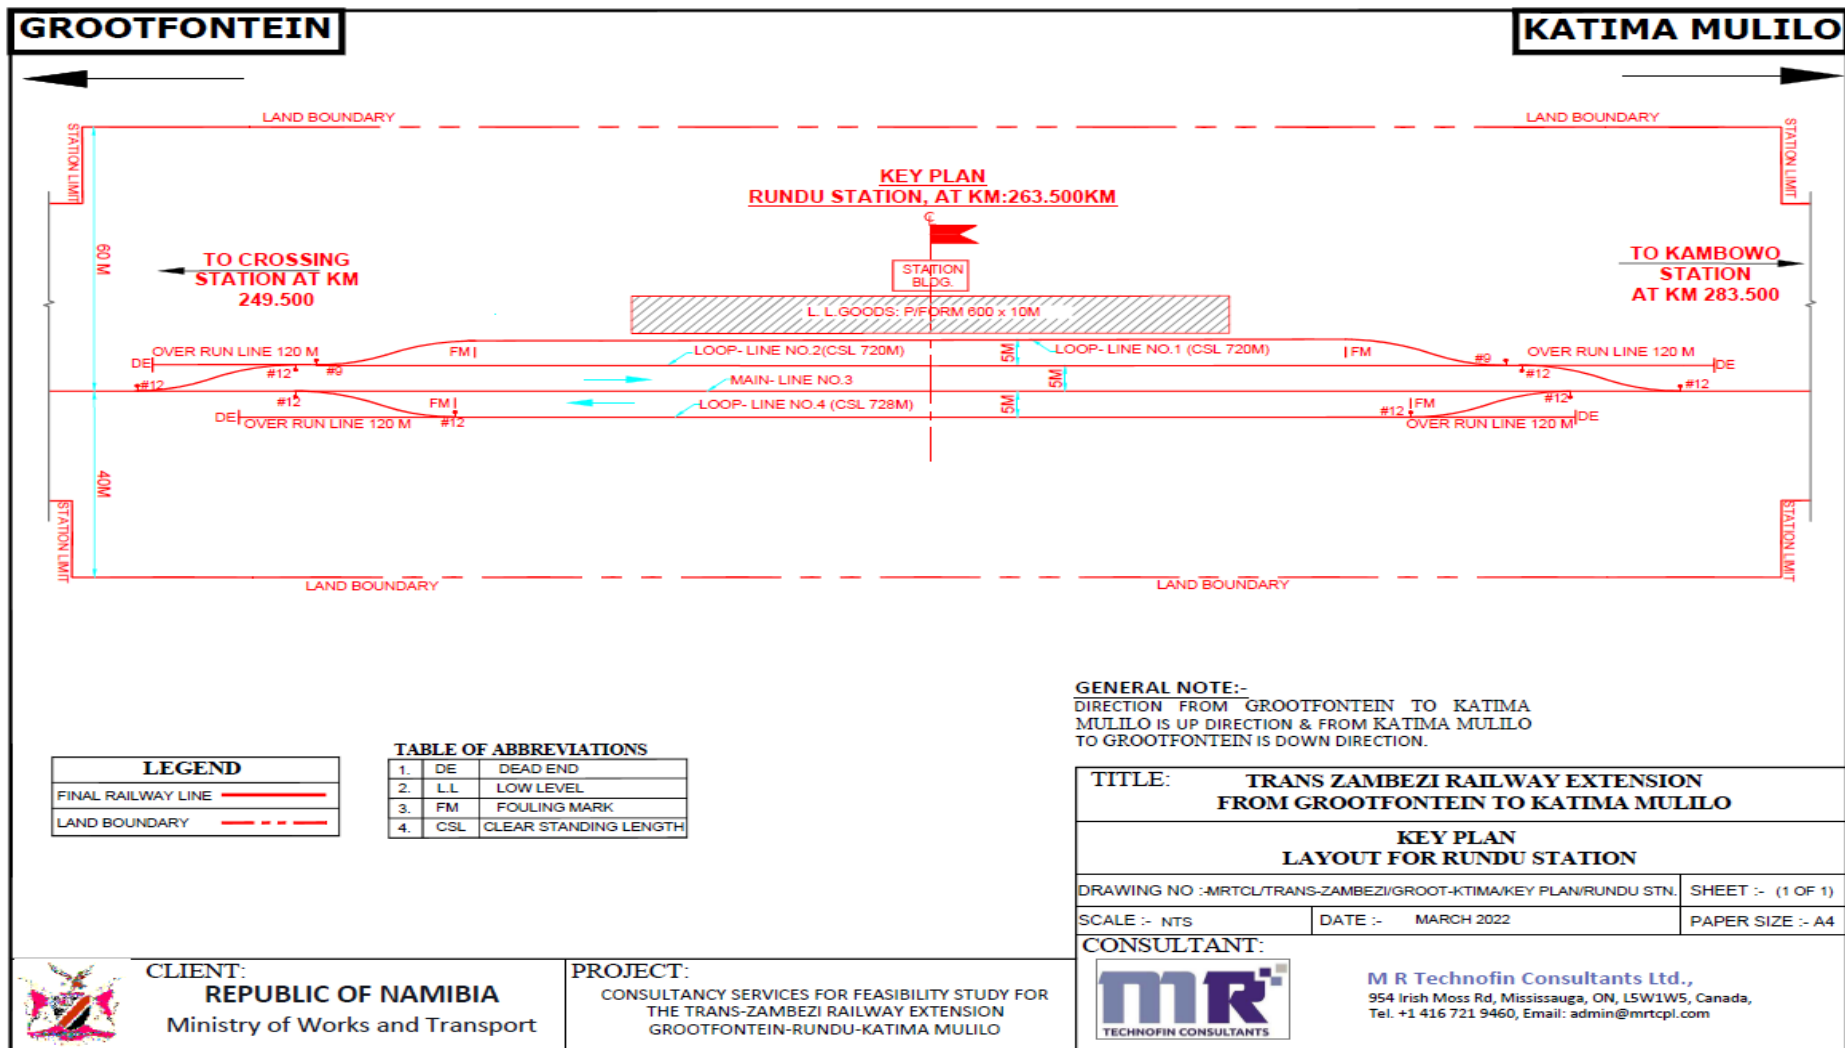 GROOTFONTEIN
KATIMA MULILO
LAND BOUNDARY
LAND BOUNDARY
STATION LIMIT
STATION LIMIT
KEY PLAN
RUNDU STATION, AT KM:263.500KM
60 M
TO CROSSING
STATION AT KM
249.500
TO KAMBOWO
STATION
AT KM 283.500
STATION
BLDG.
L. L.GOODS: P/FORM 600 x 10M
DE
OVER RUN LINE 120 M
FM
LOOP- LINE NO.2(CSL 720M)
5M
LOOP- LINE NO.1 (CSL 720M)
FM
OVER RUN LINE 120 M
DE
#12
#12
#9
#9
#12
#12
MAIN- LINE NO.3
5M
#12
FM
LOOP- LINE NO.4 (CSL 728M)
5M
#12
FM
#12
DE
OVER RUN LINE 120 M
#12
OVER RUN LINE 120 M
DE
40M
STATION LIMIT
STATION LIMIT
LAND BOUNDARY
LAND BOUNDARY
GENERAL NOTE:-
DIRECTION FROM GROOTFONTEIN TO KATIMA
MULILO IS UP DIRECTION & FROM KATIMA MULILO
TO GROOTFONTEIN IS DOWN DIRECTION.
LEGEND
FINAL RAILWAY LINE
LAND BOUNDARY
TABLE OF ABBREVIATIONS
1. DE DEAD END
2. L.L LOW LEVEL
3. FM FOULING MARK
4. CSL CLEAR STANDING LENGTH
TITLE: TRANS ZAMBEZI RAILWAY EXTENSION
FROM GROOTFONTEIN TO KATIMA MULILO
KEY PLAN
LAYOUT FOR RUNDU STATION
DRAWING NO :-MRTCL/TRANS-ZAMBEZI/GROOT-KTIMA/KEY PLAN/RUNDU STN. SHEET :- (1 OF 1)
SCALE :- NTS DATE :- MARCH 2022 PAPER SIZE :- A4
CONSULTANT:
MR
TECHNOFIN CONSULTANTS
M R Technofin Consultants Ltd.,
954 Irish Moss Rd, Mississauga, ON, L5W1W5, Canada,
Tel. +1 416 721 9460, Email: admin@mrtcpl.com
CLIENT:
REPUBLIC OF NAMIBIA
Ministry of Works and Transport
PROJECT:
CONSULTANCY SERVICES FOR FEASIBILITY STUDY FOR
THE TRANS-ZAMBEZI RAILWAY EXTENSION
GROOTFONTEIN-RUNDU-KATIMA MULILO